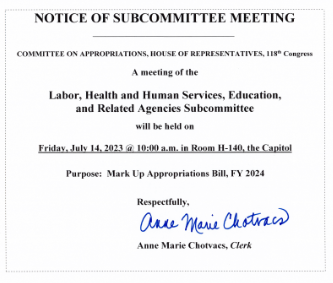 NOTICE OF SUBCOMMITTEE MEETING
COMMITTEE ON APPROPRIATIONS, HOUSE OF REPRESENTATIVES, 118th Congress
A meeting of the
Labor, Health and Human Services, Education,
and Related Agencies Subcommittee
will be held on
Friday, July 14, 2023 @ 10:00 a.m. in Room H-140, the Capitol
Purpose: Mark Up Appropriations Bill, FY 2024
Respectfully,
Anne Marie Chotvacs
Anne Marie Chotvacs, Clerk